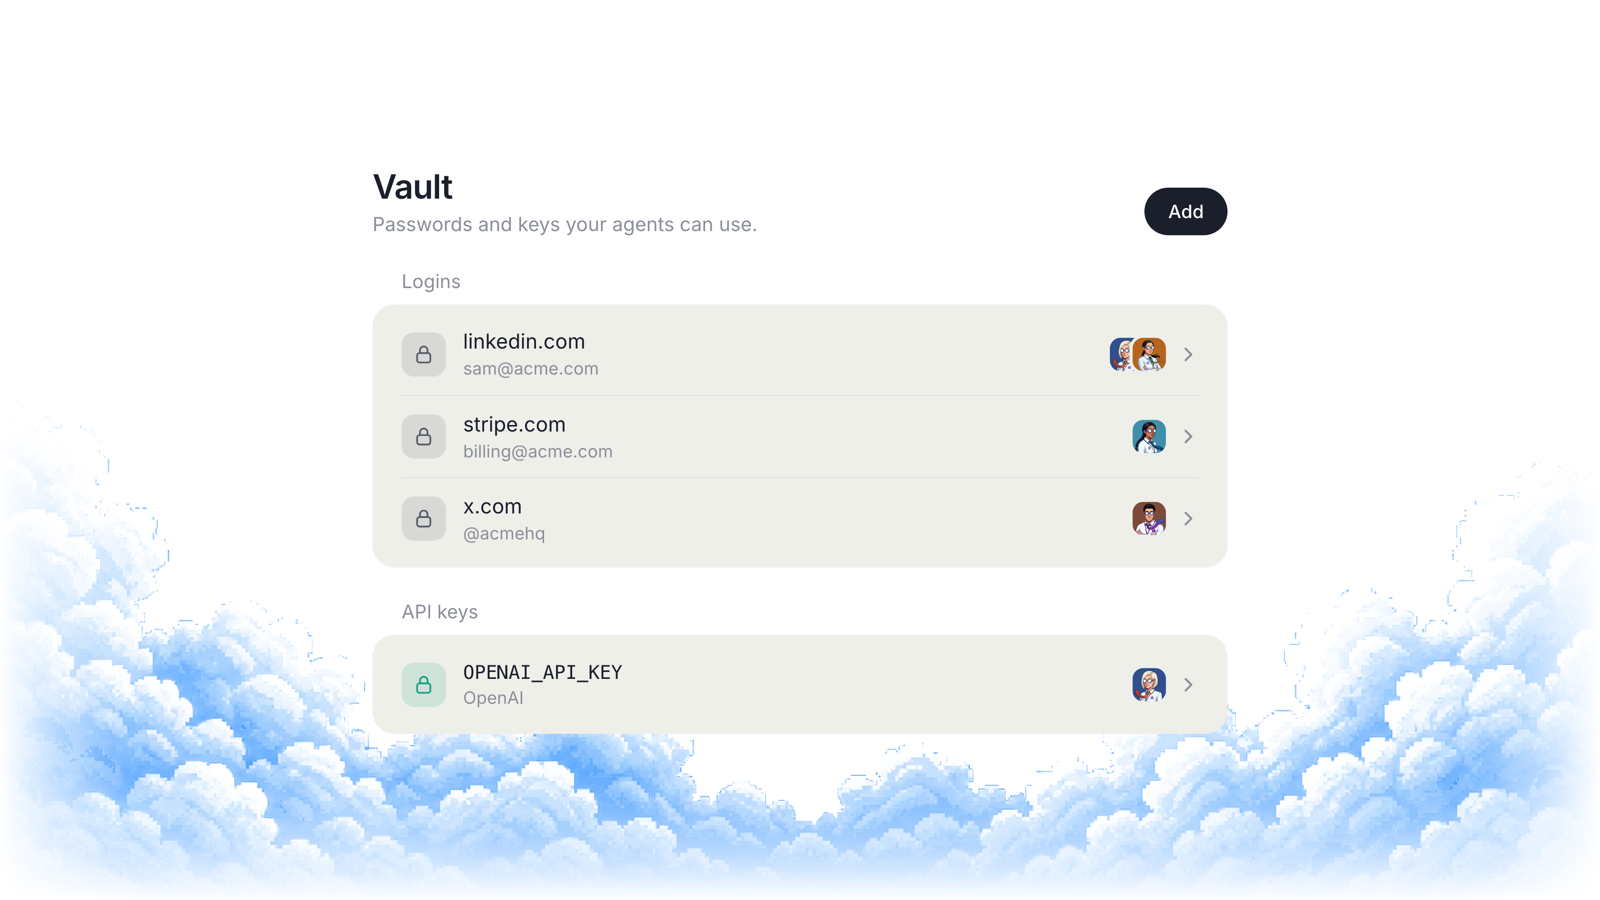 Vault
Passwords and keys your agents can use.
Add
Logins
linkedin.com
sam@acme.com
stripe.com
billing@acme.com
x.com
@acmehq
API keys
OPENAI_API_KEY
OpenAI